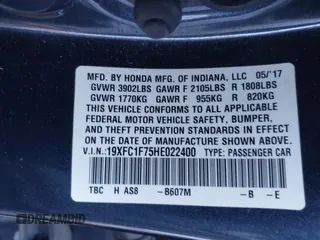 MFD. BY HONDA MFG. OF INDIANA, LLC 05/'17
GVWR 3902LBS GAWR F 2105LBS R 1808LBS
GVWR 1770KG GAWR F 955KG R 820KG
THIS VEHICLE CONFORMS TO ALL APPLICABLE
FEDERAL MOTOR VEHICLE SAFETY, BUMPER,
AND THEFT PREVENTION STANDARDS IN EFFECT
ON THE DATE OF MANUFACTURE SHOWN ABOVE.
V.I.N.: 19XFC1F75HE022400 TYPE: PASSENGER CAR
TBC H AS8 -B607M -B -E
DREAMBID